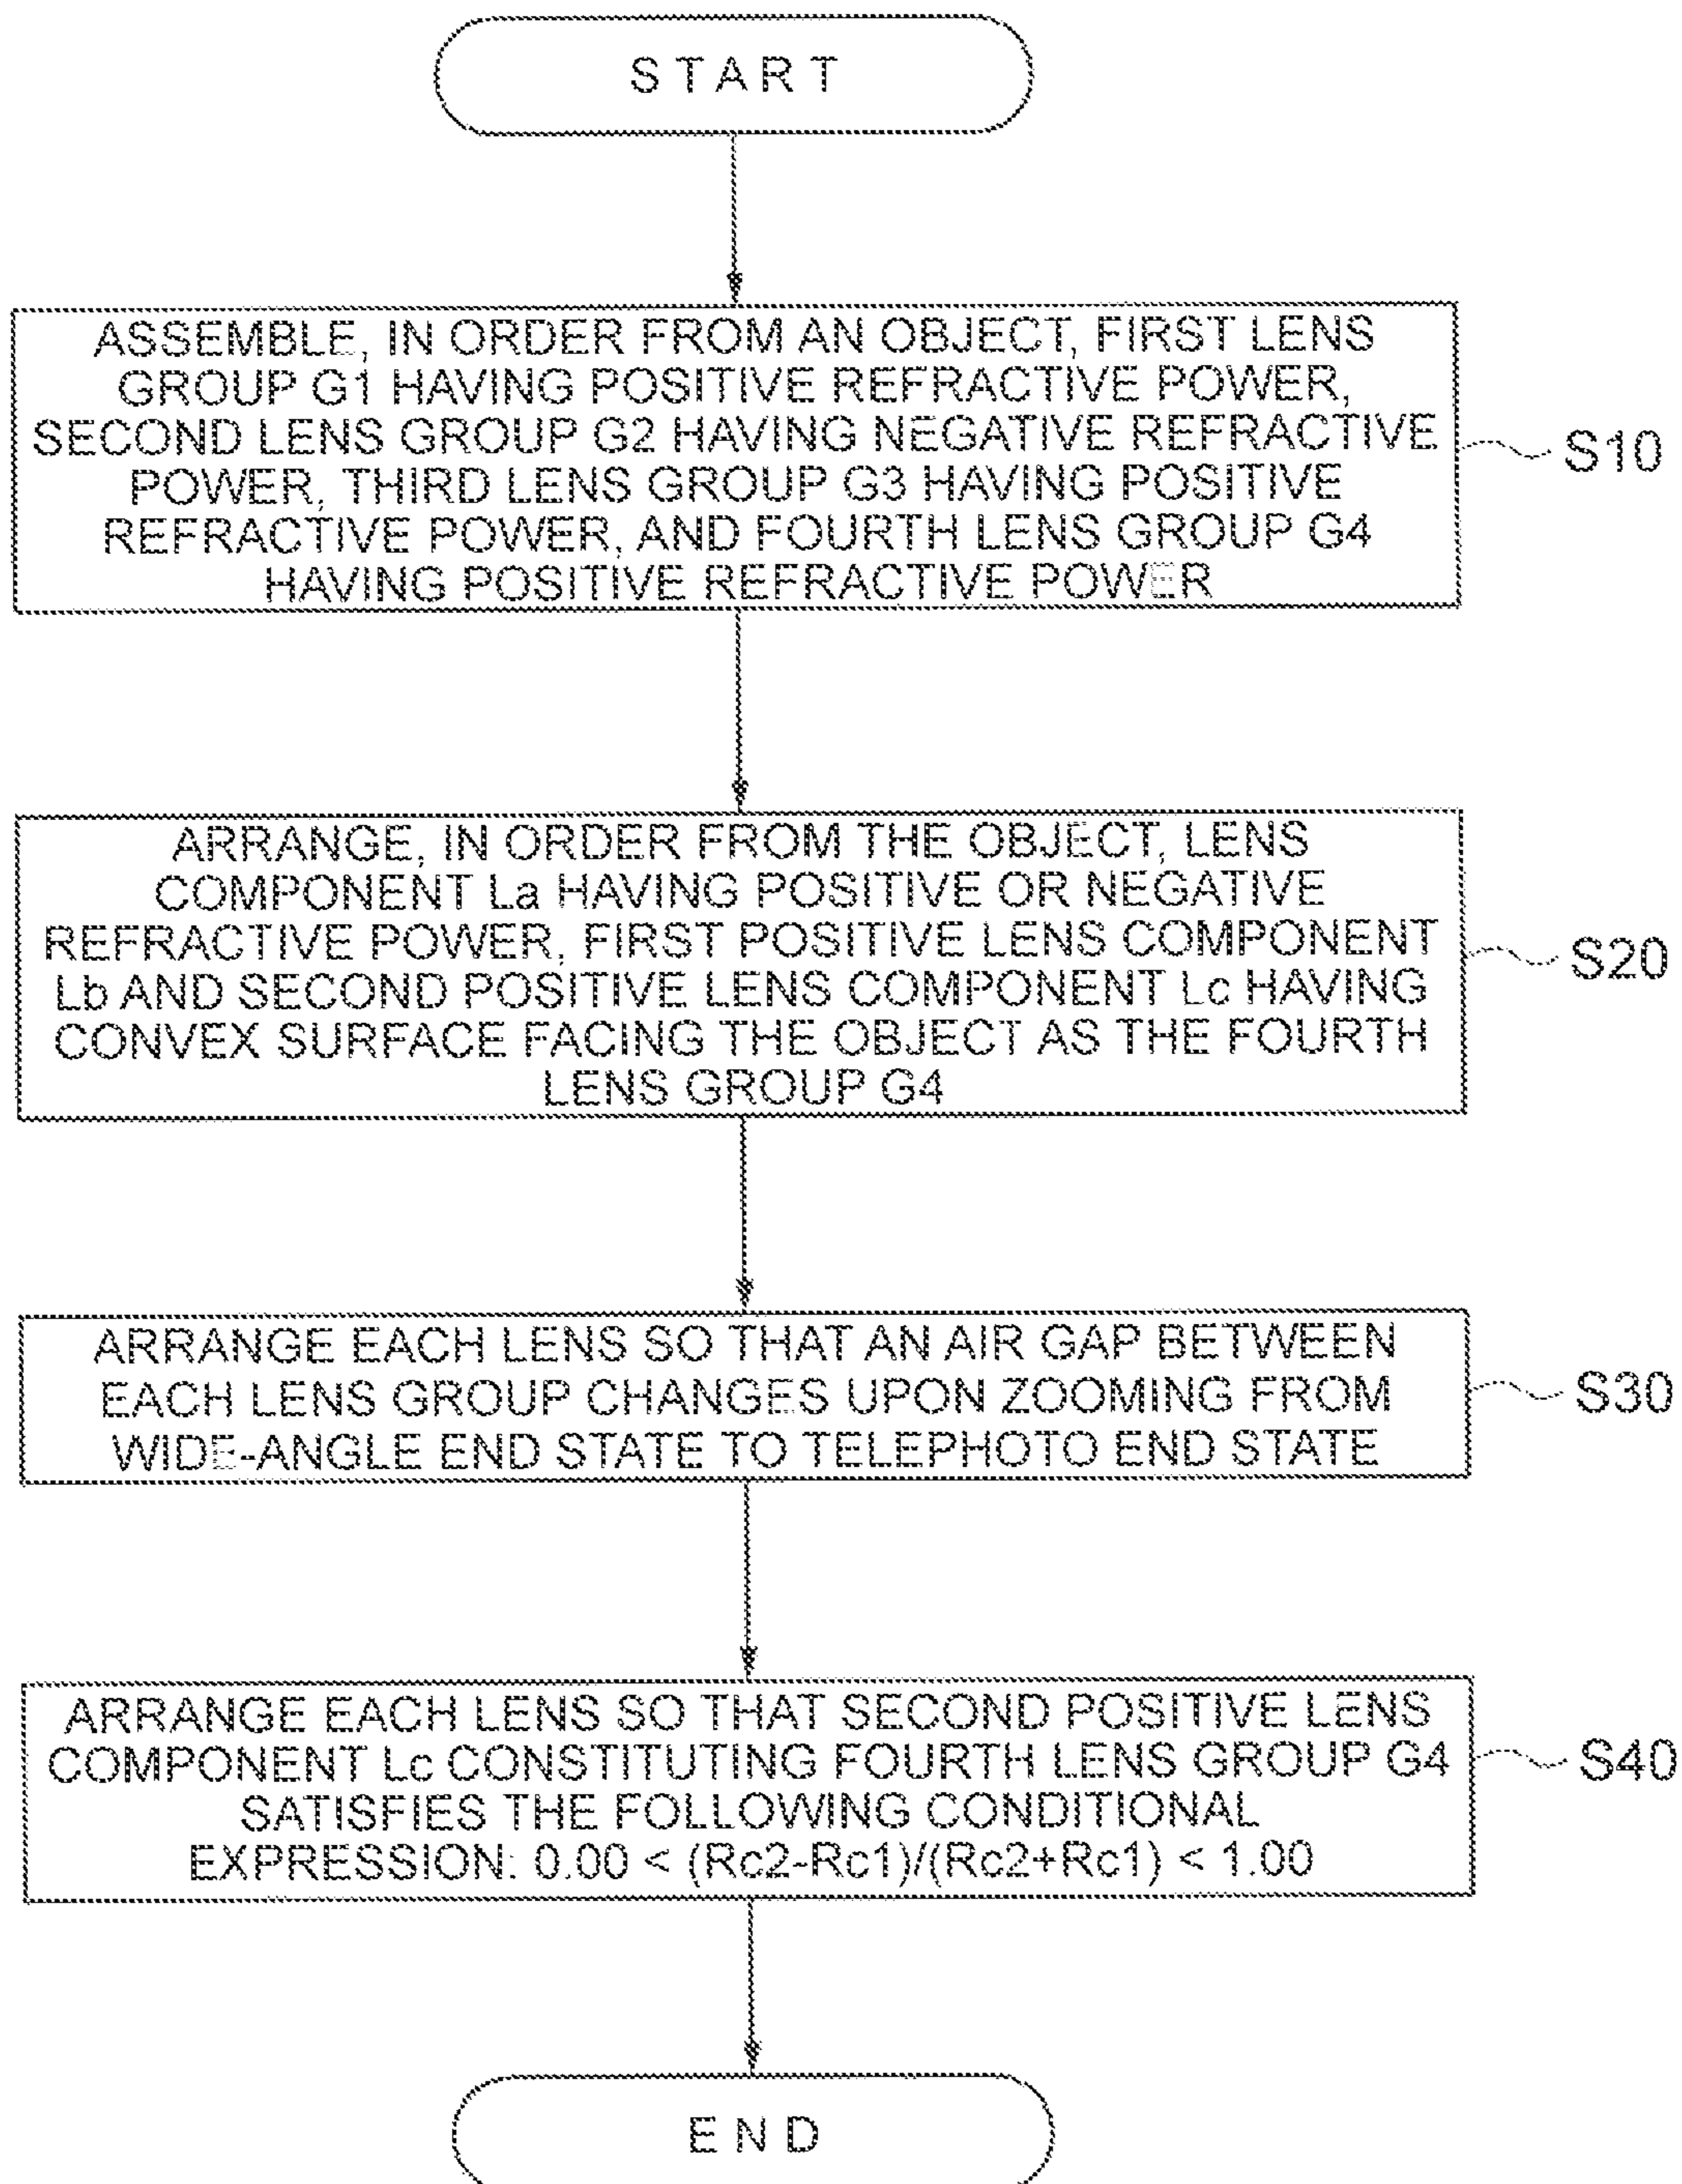 START
ASSEMBLE, IN ORDER FROM AN OBJECT, FIRST LENS
GROUP G1 HAVING POSITIVE REFRACTIVE POWER,
SECOND LENS GROUP G2 HAVING NEGATIVE REFRACTIVE
POWER, THIRD LENS GROUP G3 HAVING POSITIVE
REFRACTIVE POWER, AND FOURTH LENS GROUP G4
HAVING POSITIVE REFRACTIVE POWER
S10
ARRANGE, IN ORDER FROM THE OBJECT, LENS
COMPONENT La HAVING POSITIVE OR NEGATIVE
REFRACTIVE POWER, FIRST POSITIVE LENS COMPONENT
Lb AND SECOND POSITIVE LENS COMPONENT Lc HAVING
CONVEX SURFACE FACING THE OBJECT AS THE FOURTH
LENS GROUP G4
S20
ARRANGE EACH LENS SO THAT AN AIR GAP BETWEEN
EACH LENS GROUP CHANGES UPON ZOOMING FROM
WIDE-ANGLE END STATE TO TELEPHOTO END STATE
S30
ARRANGE EACH LENS SO THAT SECOND POSITIVE LENS
COMPONENT Lc CONSTITUTING FOURTH LENS GROUP G4
SATISFIES THE FOLLOWING CONDITIONAL
EXPRESSION: 0.00 < (Rc2-Rc1)/(Rc2+Rc1) < 1.00
S40
END